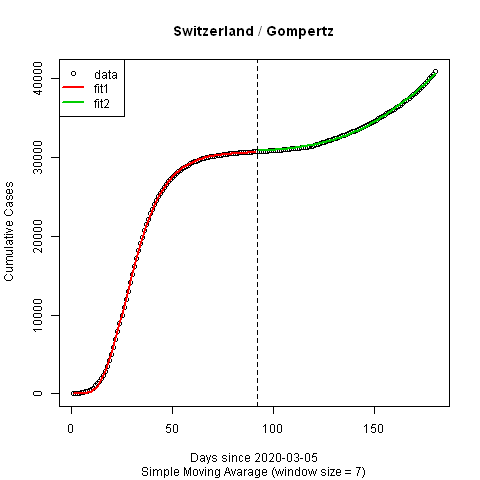 Switzerland / Gompertz
data
fit1
fit2
Cumulative Cases
0
10000
20000
30000
40000
0
50
100
150
Days since 2020-03-05
Simple Moving Avarage (window size = 7)